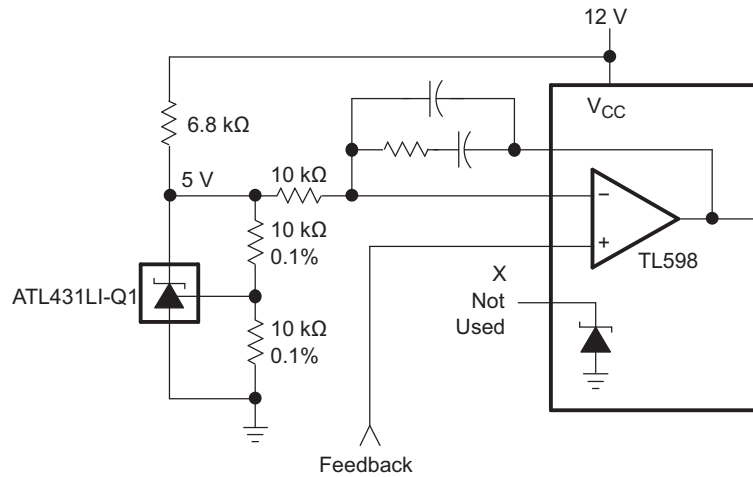 12 V
V_CC
6.8 kΩ
5 V
10 kΩ
10 kΩ
0.1%
ATL431LI-Q1
10 kΩ
0.1%
−
+
TL598
X
Not
Used
Feedback